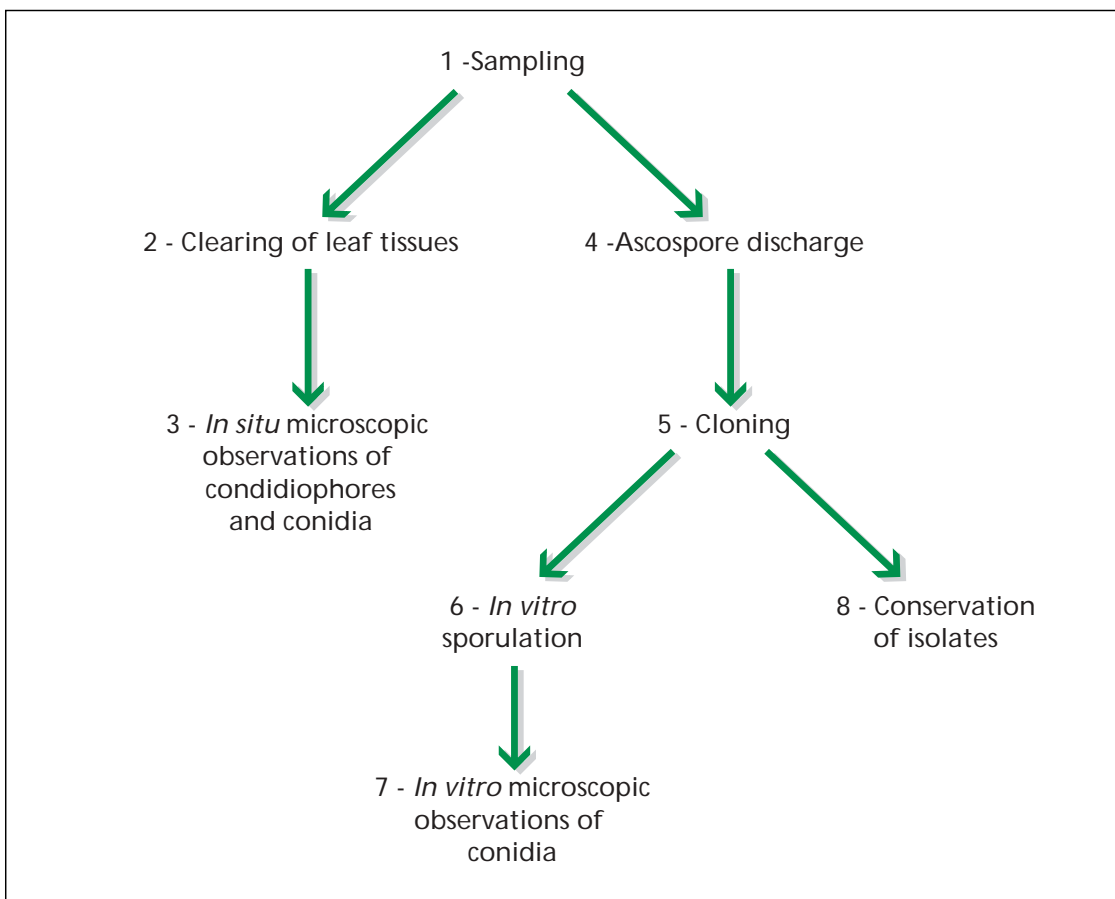 1 -Sampling
2 - Clearing of leaf tissues
4 -Ascospore discharge
3 - In situ microscopic
observations of
condidiophores
and conidia
5 - Cloning
6 - In vitro
sporulation
8 - Conservation
of isolates
7 - In vitro microscopic
observations of
conidia